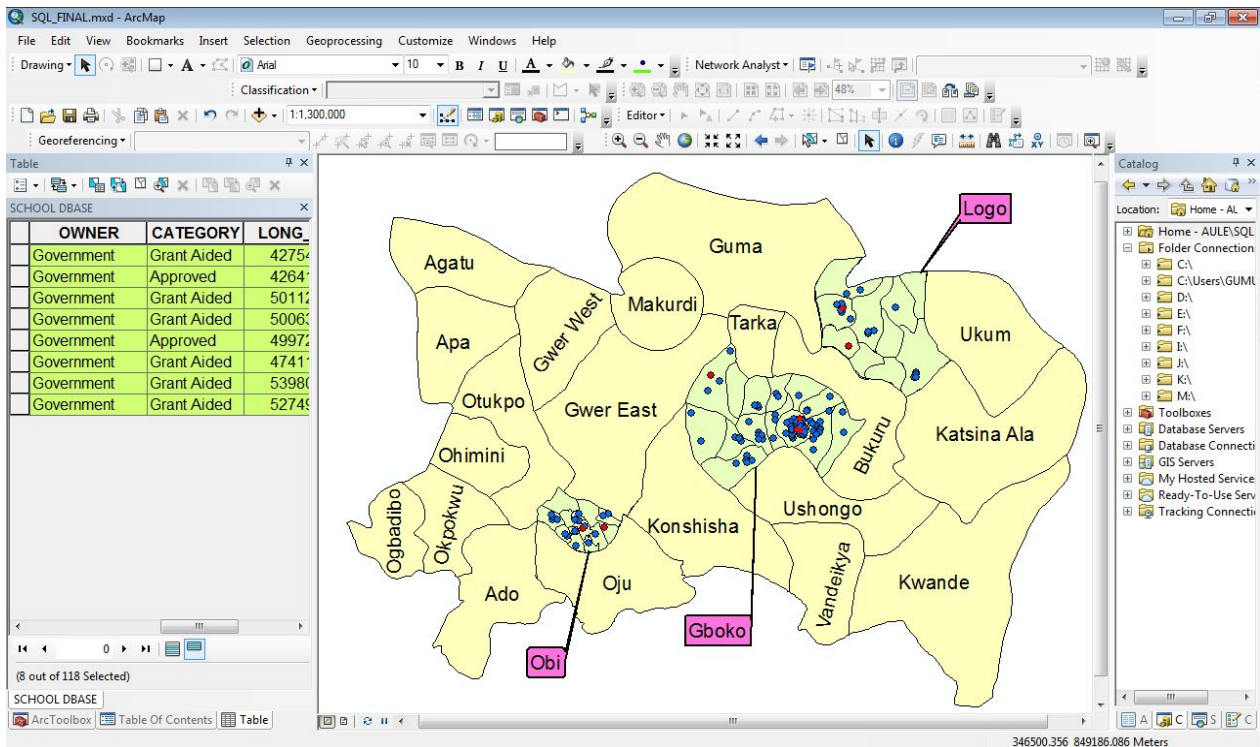 SQL_FINAL.mxd - ArcMap
File Edit View Bookmarks Insert Selection Geoprocessing Customize Windows Help
Drawing Arial 10 B I U A Network Analyst
Classification 48%
1:1,300,000 Editor
Georeferencing
Table
SCHOOL DBASE
OWNER CATEGORY LONG_
Government Grant Aided 42754
Government Approved 42641
Government Grant Aided 50112
Government Grant Aided
Government Approved 49972
Government Grant Aided 47411
Government Grant Aided
Government Grant Aided 52749
0
(8 out of 118 Selected)
SCHOOL DBASE
ArcToolbox Table Of Contents Table
Logo
Guma
Agatu
Makurdi
Gwer West
Tarka
Ukum
Apa
Otukpo
Gwer East
Katsina Ala
Bukuru
Ohimini
Ushongo
Konshisha
Ogbadibo
Okpokwu
Vandeikya
Kwande
Oju
Ado
Gboko
Obi
Catalog
Location: Home - AU
Home - AULE\SQL
Folder Connection
C:\
C:\Users\GUMU
D:\
E:\
F:\
I:\
J:\
K:\
M:\
Toolboxes
Database Servers
Database Connecti
GIS Servers
My Hosted Service
Ready-To-Use Serv
Tracking Connecti
A C S C
346500.356 849186.086 Meters